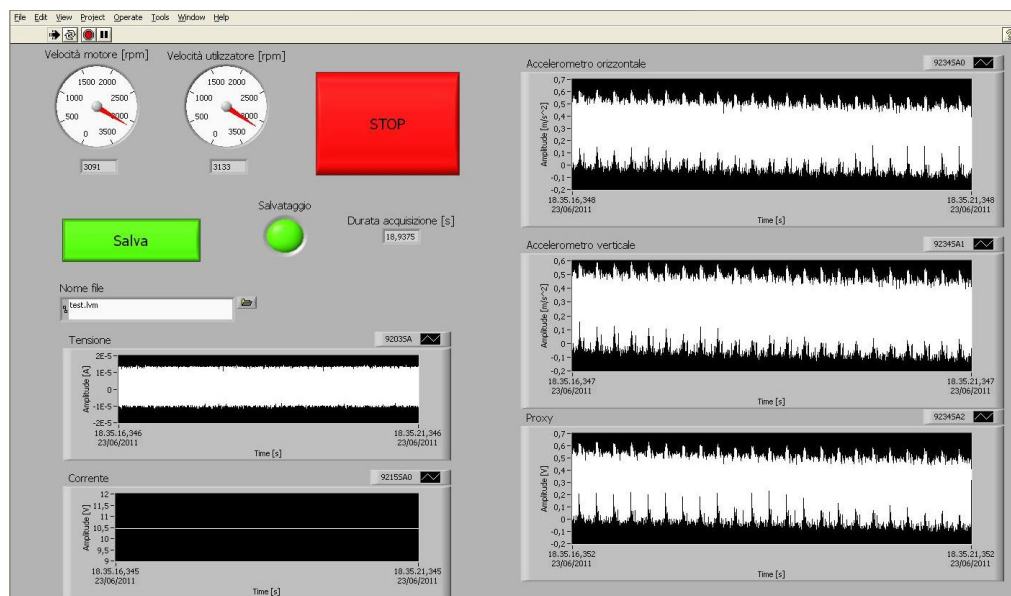 File Edit View Project Operate Tools Window Help
Velocità motore [rpm]
0 500 1000 1500 2000 2500 3000 3500
3091
Velocità utilizzatore [rpm]
0 500 1000 1500 2000 2500 3000 3500
3133
STOP
Salva
Salvataggio
Durata acquisizione [s]
18,9375
Nome file
test.lvm
Tensione
9203SA
2E-5
1E-5
0
-1E-5
-2E-5
Amplitude [A]
18.35.16,346
23/06/2011
18.35.21,346
23/06/2011
Time [s]
Corrente
9215SA0
12
11,5
11
10,5
10
9,5
9
Amplitude [V]
18.35.16,345
23/06/2011
18.35.21,345
23/06/2011
Time [s]
Accelerometro orizzontale
9234SA0
0,7
0,6
0,5
0,4
0,3
0,2
0,1
0
-0,1
-0,2
Amplitude [m/s^2]
18.35.16,348
23/06/2011
18.35.21,348
23/06/2011
Time [s]
Accelerometro verticale
9234SA1
0,6
0,5
0,4
0,3
0,2
0,1
0
-0,1
-0,2
Amplitude [m/s^2]
18.35.16,347
23/06/2011
18.35.21,347
23/06/2011
Time [s]
Proxy
9234SA2
0,7
0,6
0,5
0,4
0,3
0,2
0,1
0
-0,1
-0,2
Amplitude [V]
18.35.16,352
23/06/2011
18.35.21,352
23/06/2011
Time [s]